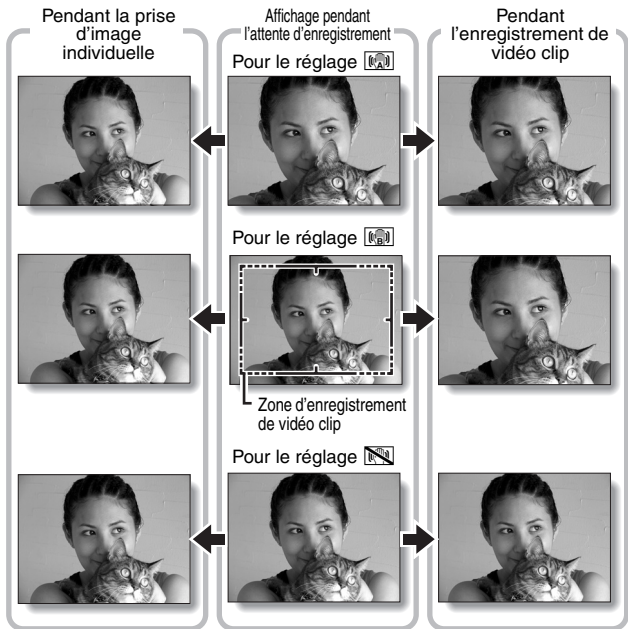 Pendant la prise
d'image
individuelle
Affichage pendant
l'attente d'enregistrement
Pendant
l'enregistrement de
vidéo clip
Pour le réglage A
Pour le réglage B
Zone d'enregistrement
de vidéo clip
Pour le réglage